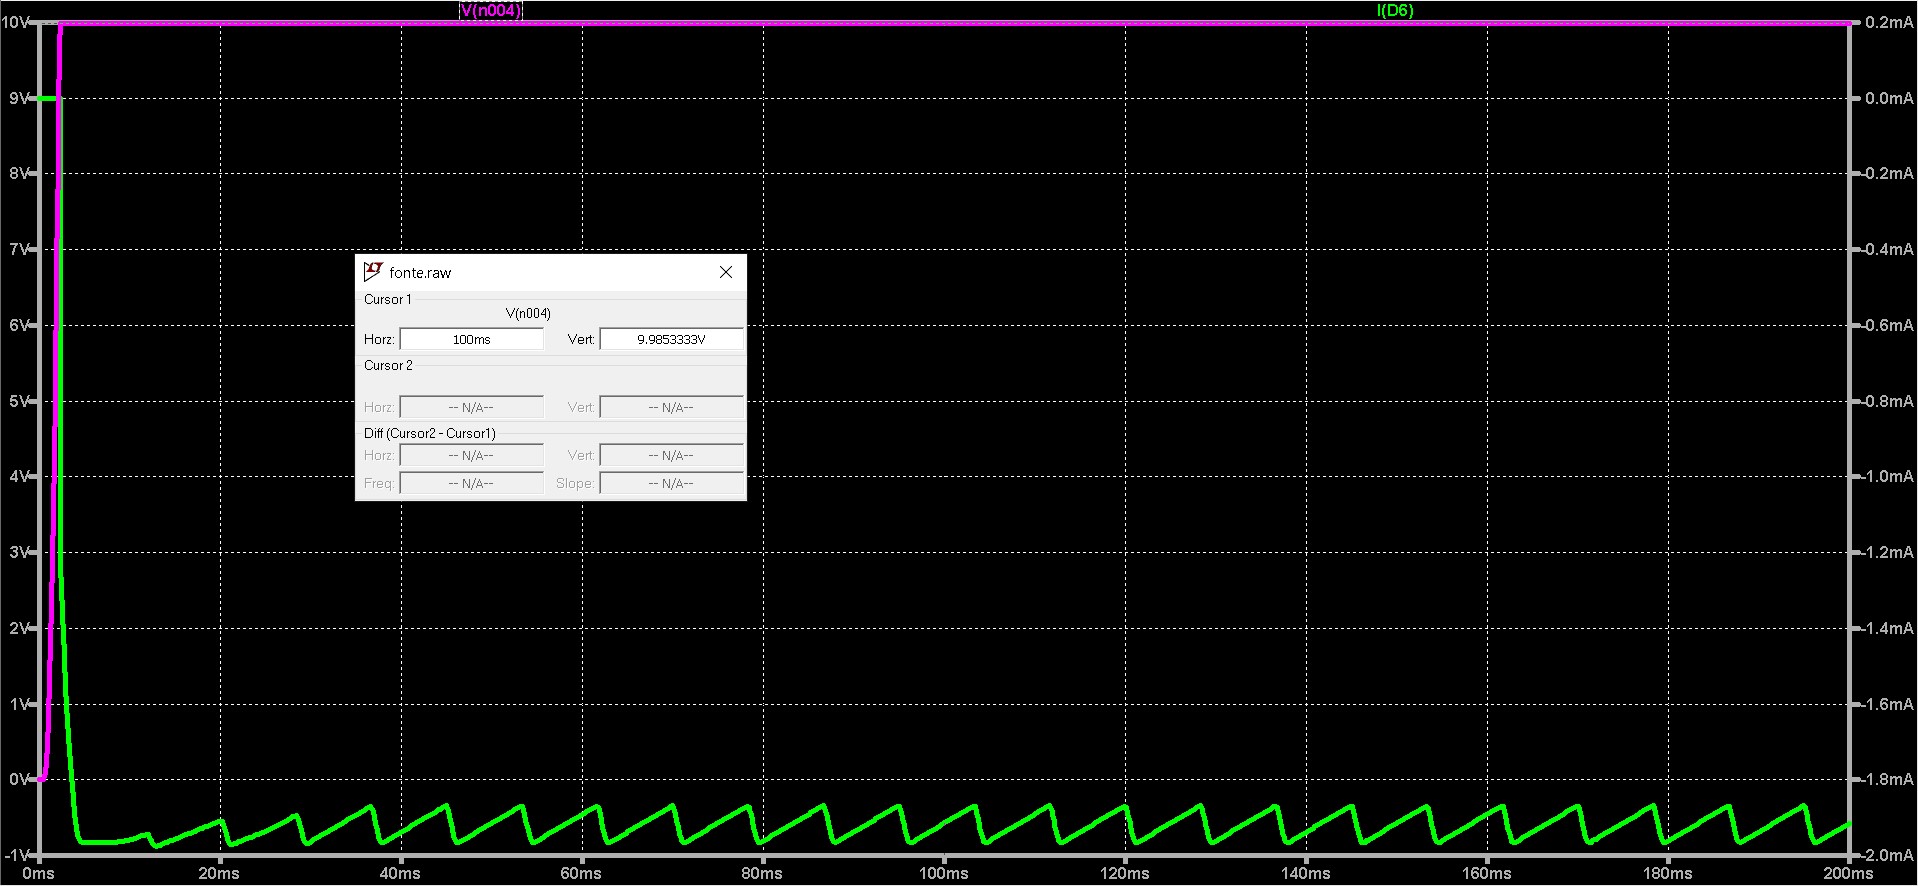 V(n004) I(D6)
10V 0.2mA
9V 0.0mA
8V -0.2mA
7V -0.4mA
fonte.raw
Cursor 1
V(n004)
6V -0.6mA
Horz: 100ms Vert: 9.9853333V
Cursor 2
5V -0.8mA
Horz: -- N/A-- Vert: -- N/A--
Diff (Cursor2 - Cursor1)
Horz: -- N/A-- Vert: -- N/A--
4V -1.0mA
Freq: -- N/A-- Slope: -- N/A--
3V -1.2mA
2V -1.4mA
1V -1.6mA
0V -1.8mA
-1V -2.0mA
0ms 20ms 40ms 60ms 80ms 100ms 120ms 140ms 160ms 180ms 200ms